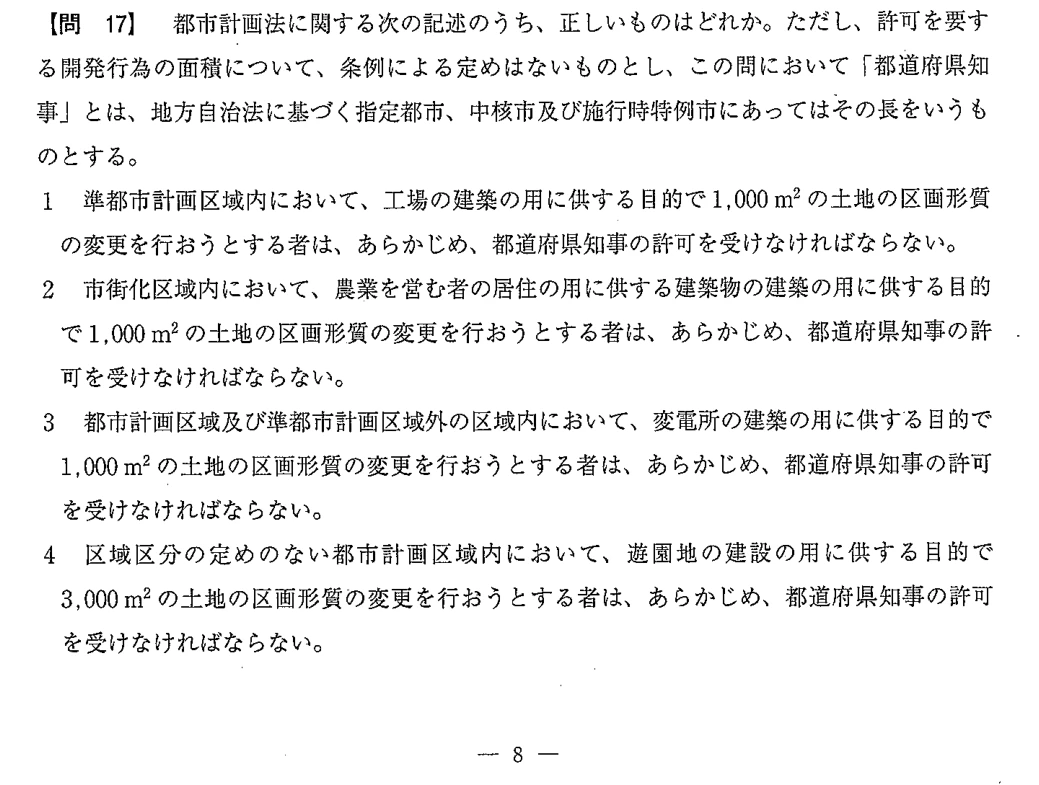 【問 17】 都市計画法に関する次の記述のうち、正しいものはどれか。ただし、許可を要す
る開発行為の面積について、条例による定めはないものとし、この問において「都道府県知
事」とは、地方自治法に基づく指定都市、中核市及び施行時特例市にあってはその長をいうも
のとする。
1 準都市計画区域内において、工場の建築の用に供する目的で1,000 m²の土地の区画形質
の変更を行おうとする者は、あらかじめ、都道府県知事の許可を受けなければならない。
2 市街化区域内において、農業を営む者の居住の用に供する建築物の建築の用に供する目的
で1,000 m²の土地の区画形質の変更を行おうとする者は、あらかじめ、都道府県知事の許
可を受けなければならない。
3 都市計画区域及び準都市計画区域外の区域内において、変電所の建築の用に供する目的で
1,000 m²の土地の区画形質の変更を行おうとする者は、あらかじめ、都道府県知事の許可
を受けなければならない。
4 区域区分の定めのない都市計画区域内において、遊園地の建設の用に供する目的で
3,000 m²の土地の区画形質の変更を行おうとする者は、あらかじめ、都道府県知事の許可
を受けなければならない。
— 8 —